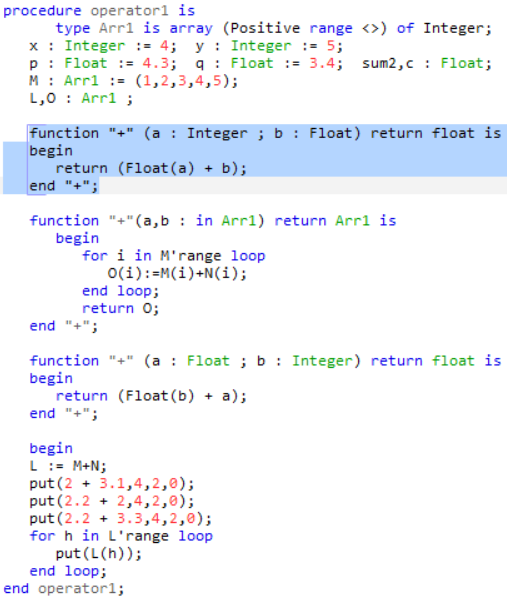 procedure operator1 is
type Arr1 is array (Positive range <>) of Integer;
x : Integer := 4;  y : Integer := 5;
p : Float := 4.3;  q : Float := 3.4;  sum2,c : Float;
M : Arr1 := (1,2,3,4,5);
L,O : Arr1 ;
function "+" (a : Integer ; b : Float) return float is
begin
return (Float(a) + b);
end "+";
function "+"(a,b : in Arr1) return Arr1 is
begin
for i in M'range loop
O(i):=M(i)+N(i);
end loop;
return O;
end "+";
function "+" (a : Float ; b : Integer) return float is
begin
return (Float(b) + a);
end "+";
begin
L := M+N;
put(2 + 3.1,4,2,0);
put(2.2 + 2,4,2,0);
put(2.2 + 3.3,4,2,0);
for h in L'range loop
put(L(h));
end loop;
end operator1;